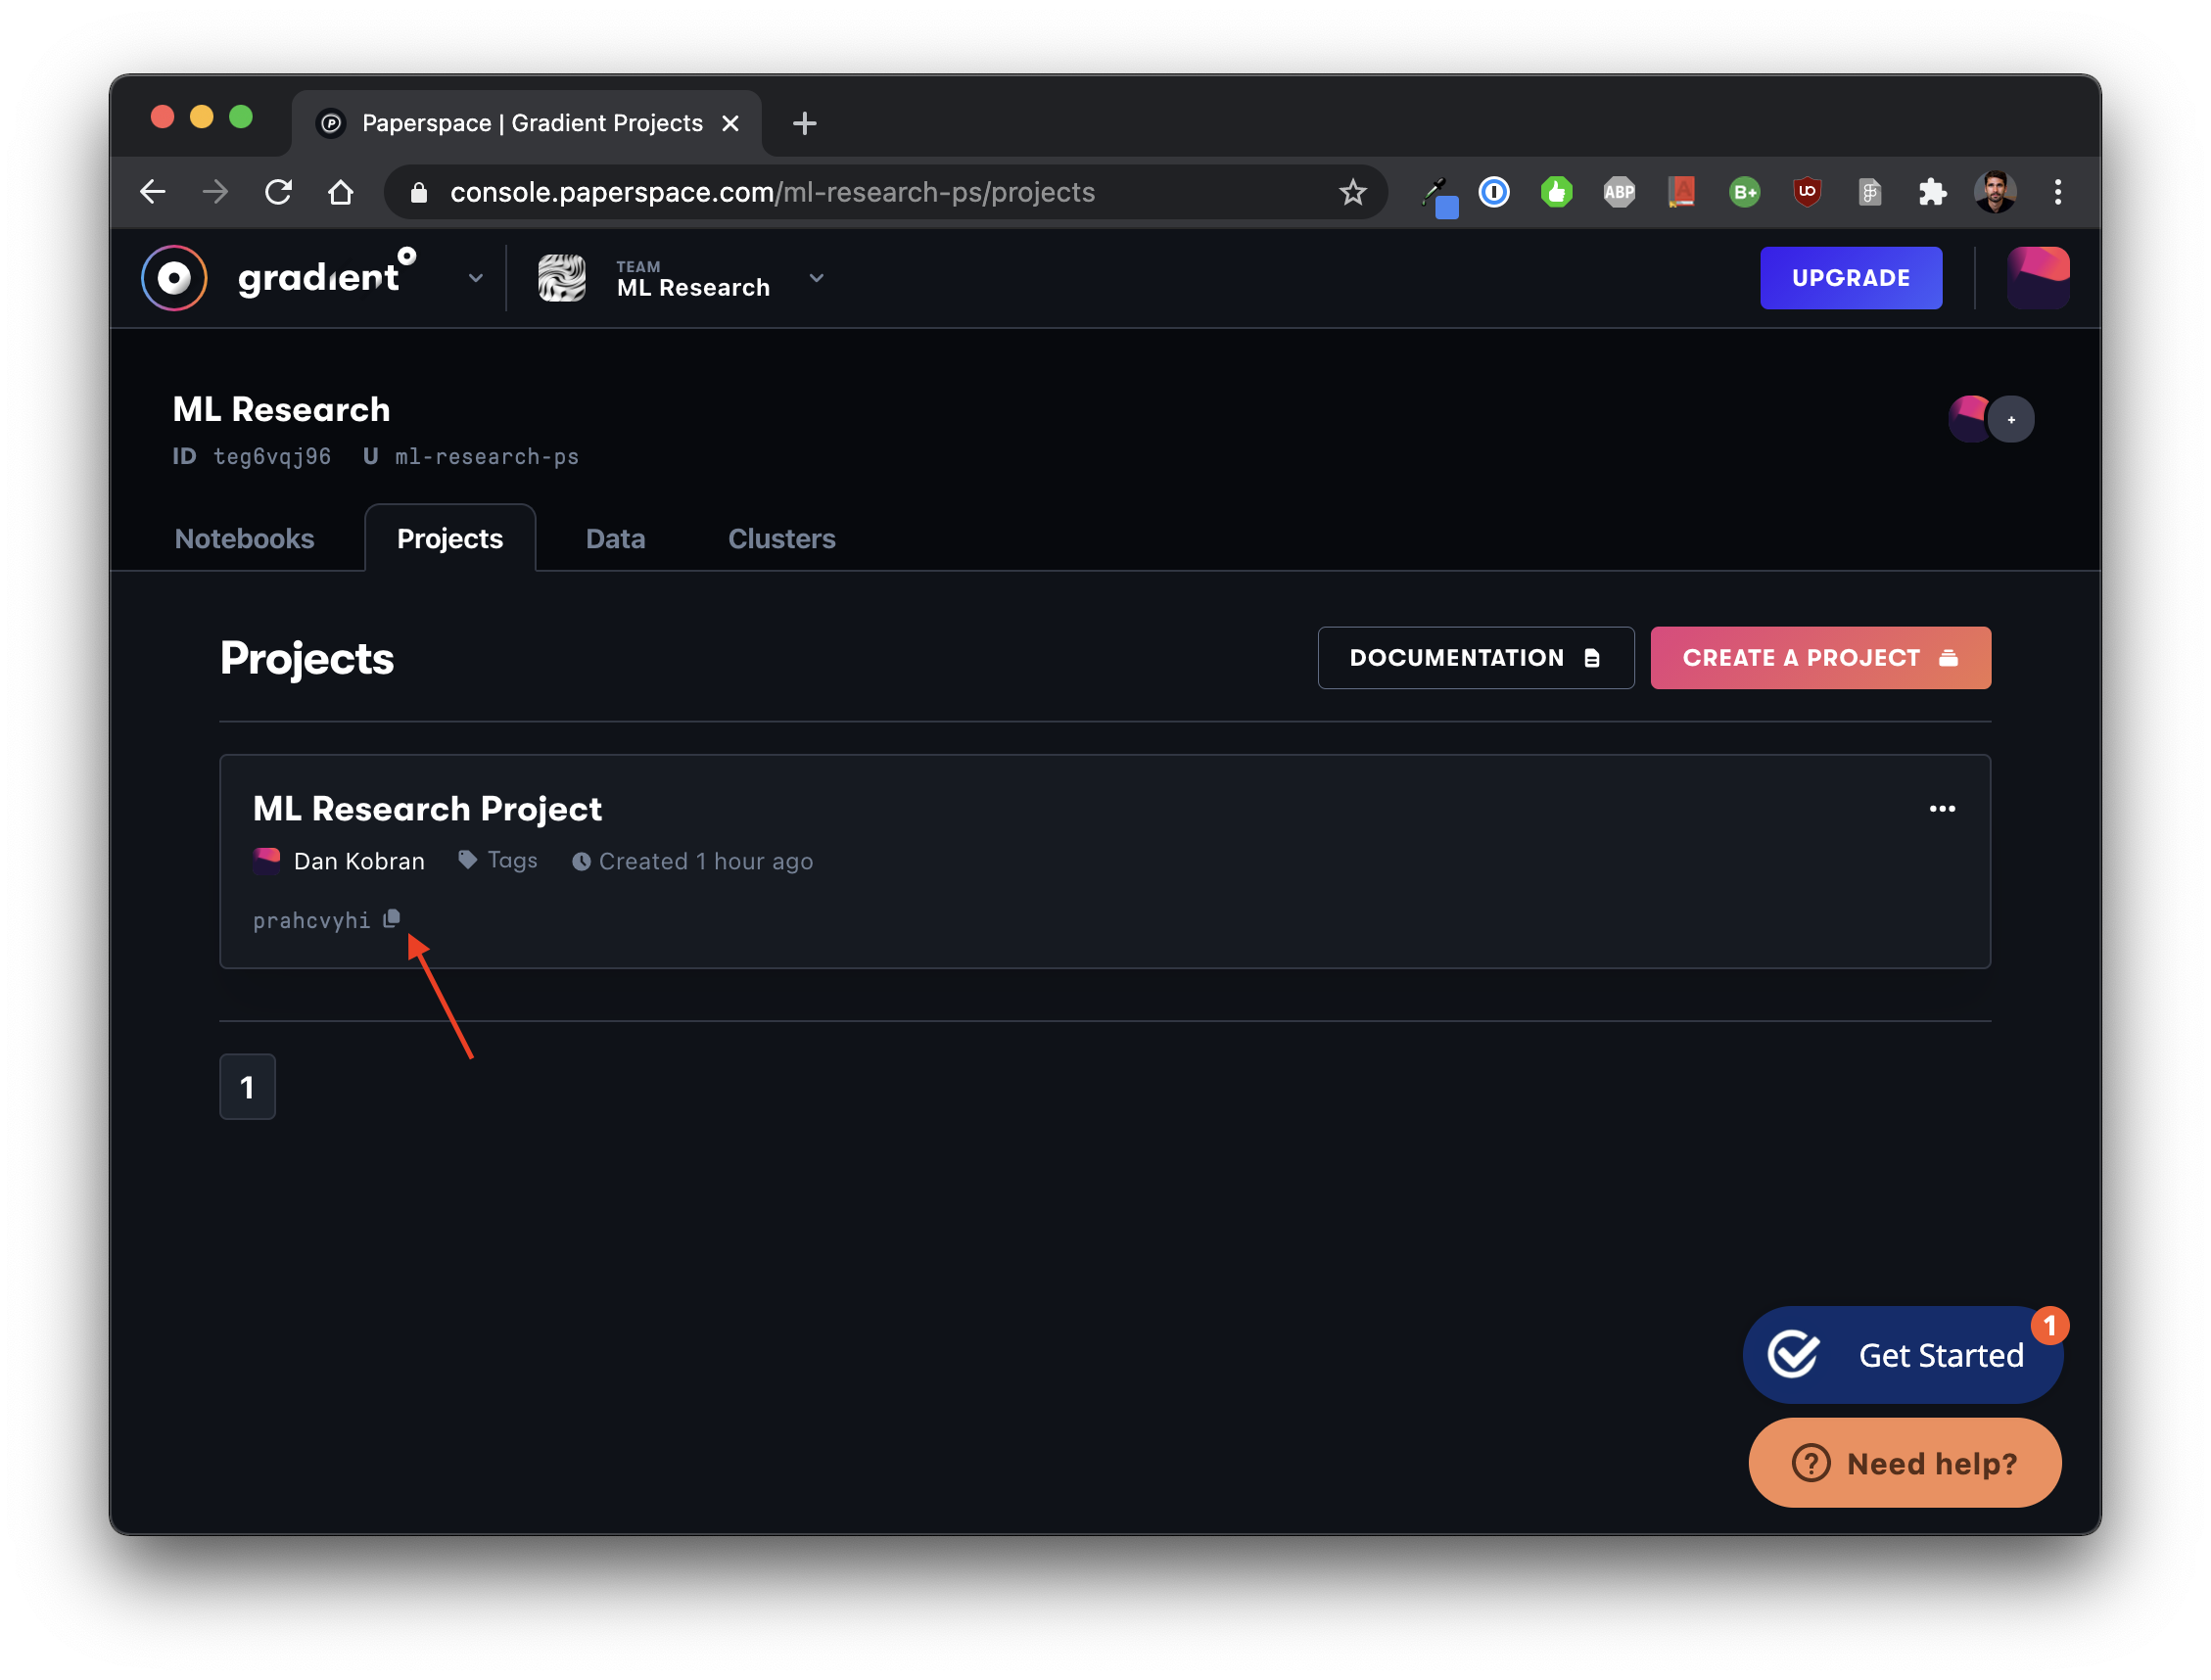 Paperspace | Gradient Projects
console.paperspace.com/ml-research-ps/projects
ABP
B+
gradient
TEAM
ML Research
UPGRADE
ML Research
ID teg6vqj96 U ml-research-ps
+
Notebooks Projects Data Clusters
Projects
DOCUMENTATION
CREATE A PROJECT
ML Research Project
Dan Kobran Tags Created 1 hour ago
prahcvyhi
1
1
Get Started
? Need help?